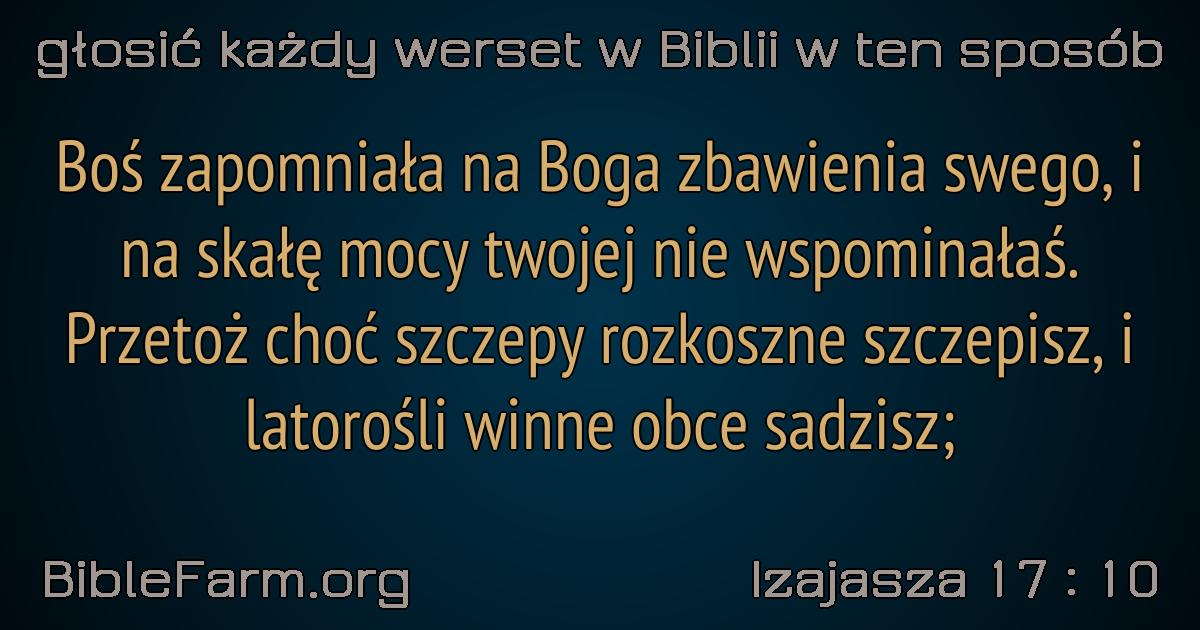 głosić każdy werset w Biblii w ten sposób
Boś zapomniała na Boga zbawienia swego, i
na skałę mocy twojej nie wspominałaś.
Przetoż choć szczepy rozkoszne szczepisz, i
latorośli winne obce sadzisz;
BibleFarm.org
Izajasza 17 : 10